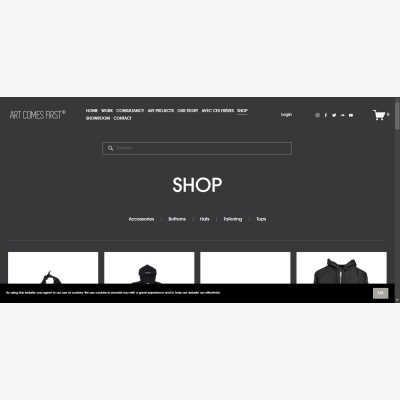 ART COMES FIRST®
HOME WORK CONSULTANCY ART PROJECTS OUR STORY AVEC CES FRÈRES SHOP
SHOWROOM CONTACT
Login
0
Search
SHOP
Accessories | Bottoms | Hats | Tailoring | Tops
By using this website, you agree to our use of cookies. We use cookies to provide you with a great experience and to help our website run effectively.
OK